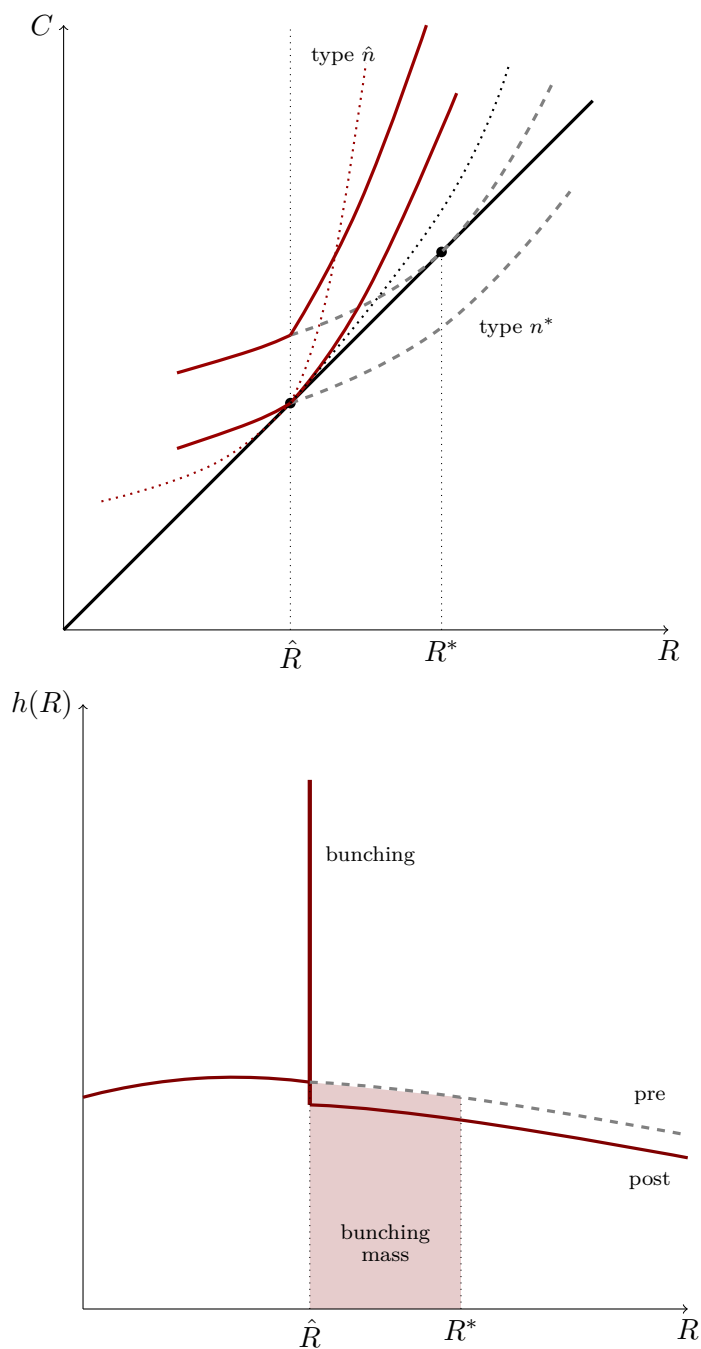 C
type n̂
type n*
R̂
R*
R
h(R)
bunching
pre
post
bunching
mass
R̂
R*
R